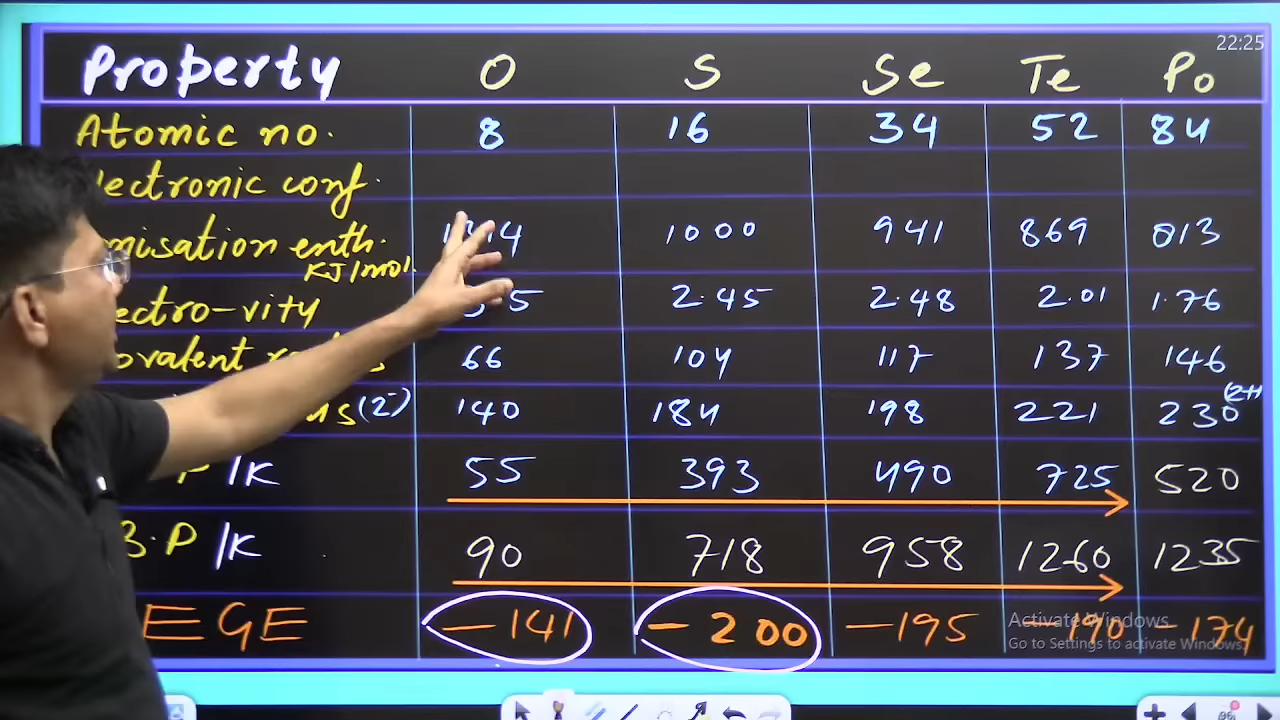 22:25
Property O S Se Te Po
Atomic no. 8 16 34 52 84
lectronic conf.
misation enth. 1000 941 869 813
KJ/mol
ectro-vity 2.45 2.48 2.01 1.76
ovalent 66 104 117 137 146
(2-) 140 184 198 221 230 (2-)
P /K 55 393 490 725 520
B.P /K 90 718 958 1260 1235
EGE -141 -200 -195 -190 -174
Activate Windows
Go to Settings to activate Windows.